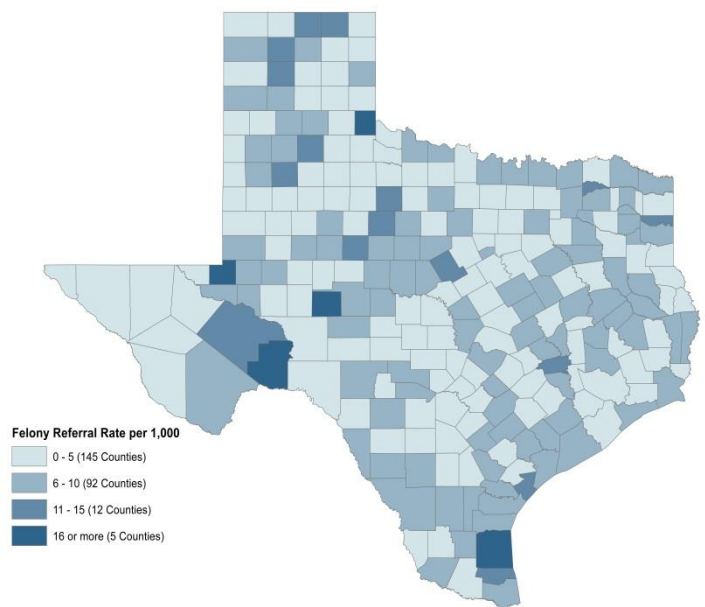 Felony Referral Rate per 1,000
0 - 5 (145 Counties)
6 - 10 (92 Counties)
11 - 15 (12 Counties)
16 or more (5 Counties)